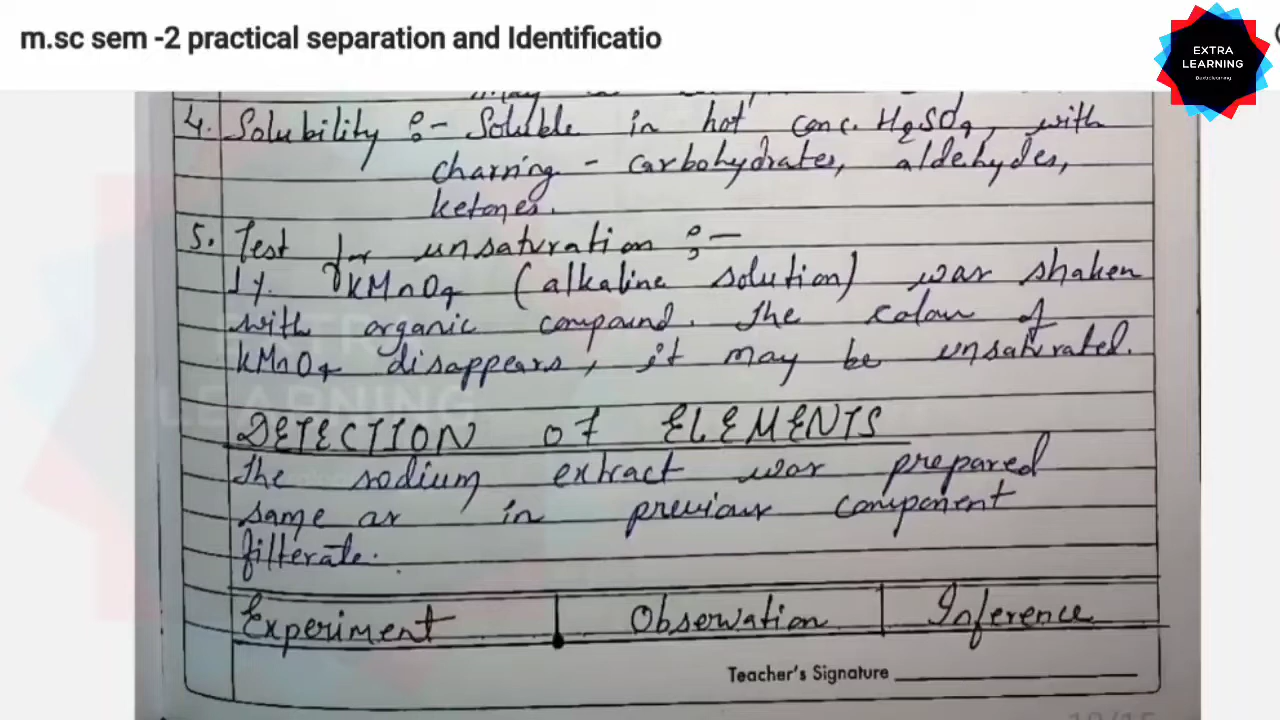 m.sc sem -2 practical separation and Identificatio
EXTRA
LEARNING
4. Solubility :- Soluble in hot conc. H2SO4, with
charring - carbohydrates, aldehydes,
ketones.
5. Test for unsaturation :-
1%. KMnO4 (alkaline solution) was shaken
with organic compound. The colour of
KMnO4 disappears, it may be unsaturated.
DETECTION of ELEMENTS
The sodium extract was prepared
same as in previous component
filterate.
Experiment Observation Inference
Teacher's Signature